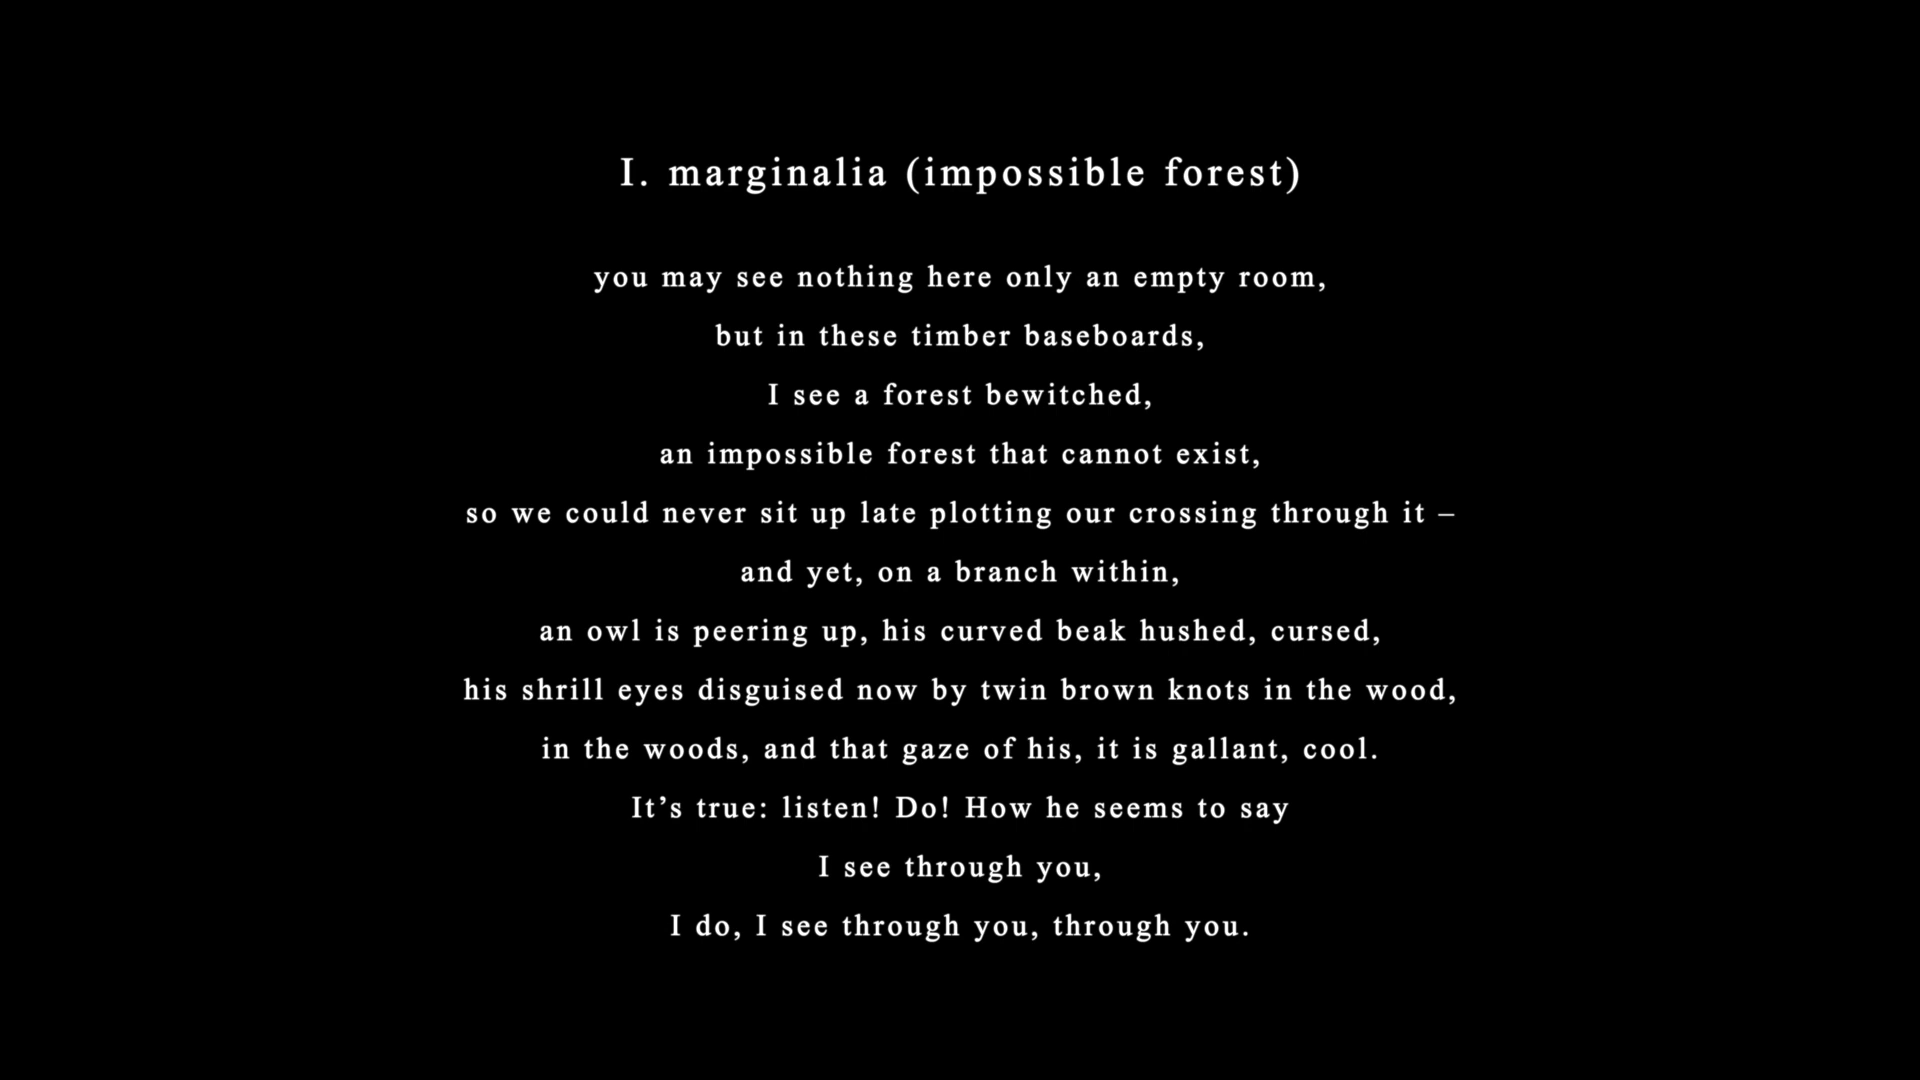 I. marginalia (impossible forest)
you may see nothing here only an empty room,
but in these timber baseboards,
I see a forest bewitched,
an impossible forest that cannot exist,
so we could never sit up late plotting our crossing through it –
and yet, on a branch within,
an owl is peering up, his curved beak hushed, cursed,
his shrill eyes disguised now by twin brown knots in the wood,
in the woods, and that gaze of his, it is gallant, cool.
It’s true: listen! Do! How he seems to say
I see through you,
I do, I see through you, through you.